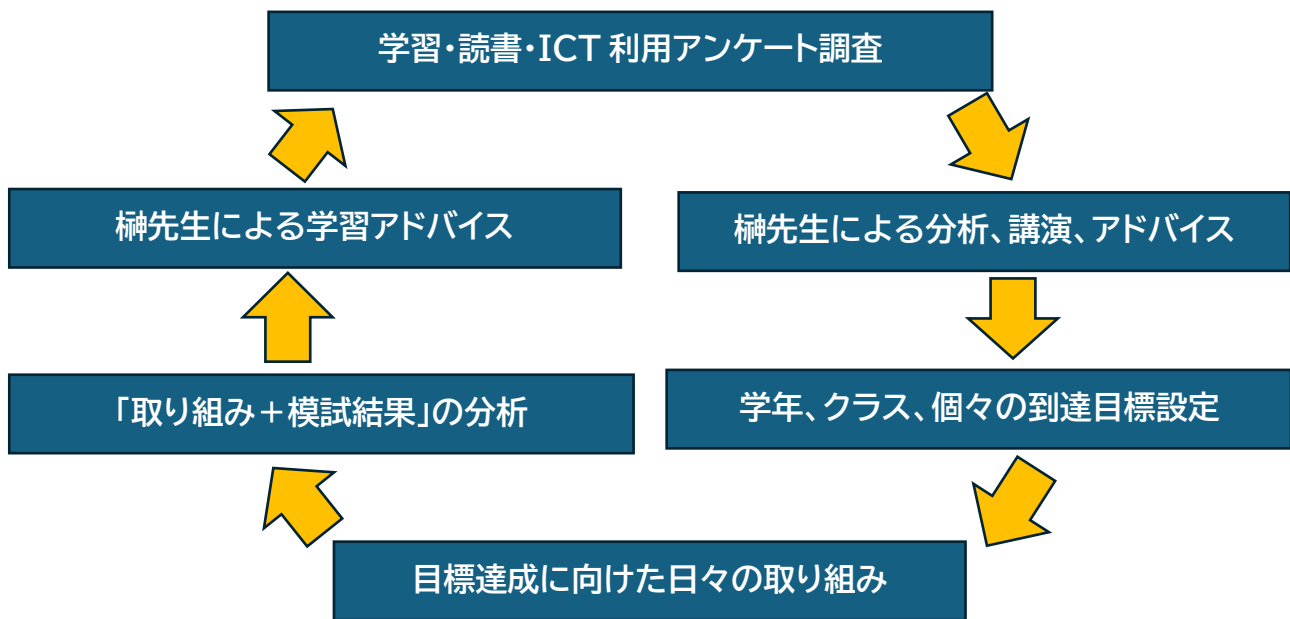 学習・読書・ICT 利用アンケート調査
榊先生による学習アドバイス
榊先生による分析、講演、アドバイス
「取り組み＋模試結果」の分析
学年、クラス、個々の到達目標設定
目標達成に向けた日々の取り組み